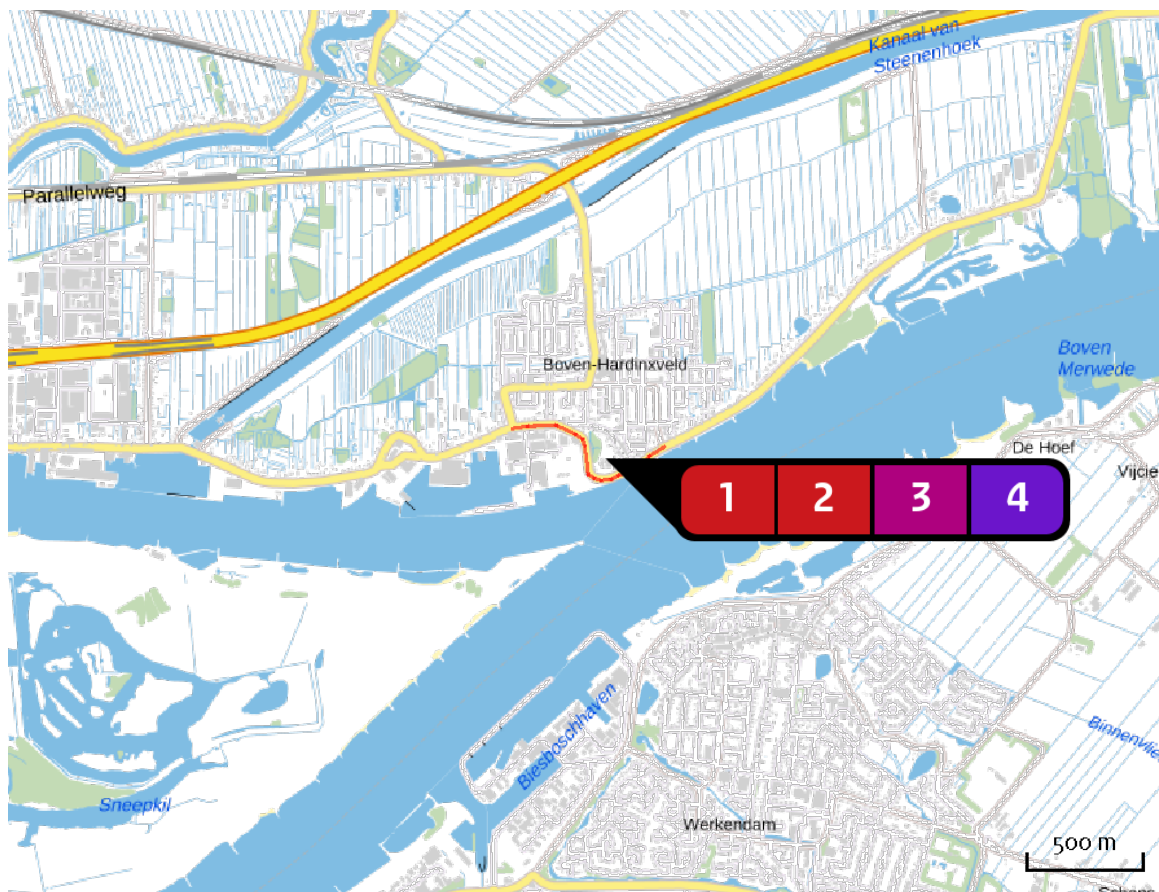 Kanaal van
Steenenhoek
Parallelweg
Boven-Hardinxveld
Boven
Merwede
De Hoef
Vijcie
1 2 3 4
Binnenvlie
Biesboschhaven
Sneepkil
Werkendam
500 m